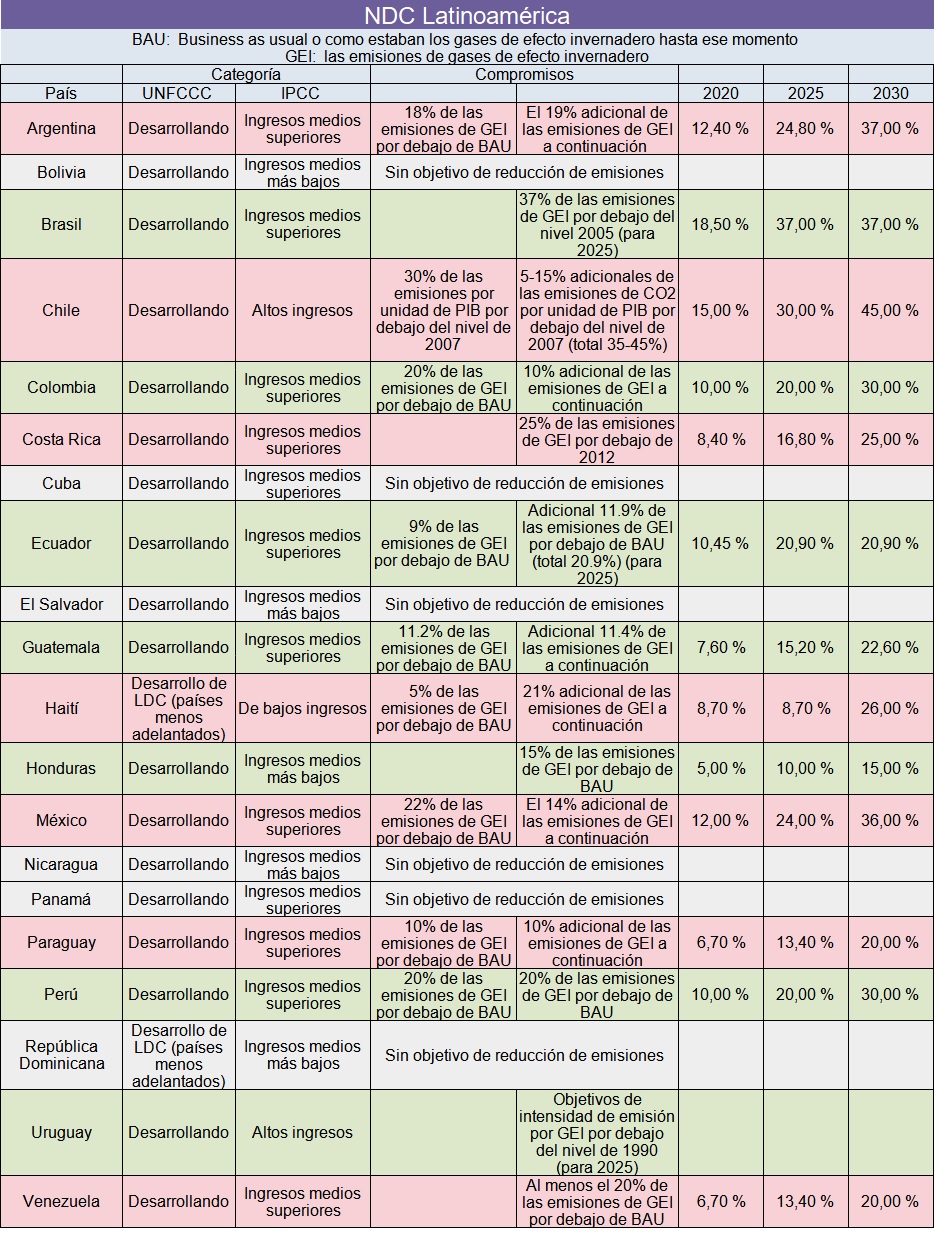 NDC Latinoamérica
BAU: Business as usual o como estaban los gases de efecto invernadero hasta ese momento
GEI: las emisiones de gases de efecto invernadero
Categoría
Compromisos
País
UNFCCC
IPCC
2020
2025
2030
Argentina
Desarrollando
Ingresos medios
superiores
18% de las
emisiones de GEI
por debajo de BAU
El 19% adicional de
las emisiones de GEI
a continuación
12,40 %
24,80 %
37,00 %
Bolivia
Desarrollando
Ingresos medios
más bajos
Sin objetivo de reducción de emisiones
Brasil
Desarrollando
Ingresos medios
superiores
37% de las emisiones
de GEI por debajo del
nivel 2005 (para
2025)
18,50 %
37,00 %
37,00 %
Chile
Desarrollando
Altos ingresos
30% de las
emisiones por
unidad de PIB por
debajo del nivel de
2007
5-15% adicionales de
las emisiones de CO2
por unidad de PIB por
debajo del nivel de
2007 (total 35-45%)
15,00 %
30,00 %
45,00 %
Colombia
Desarrollando
Ingresos medios
superiores
20% de las
emisiones de GEI
por debajo de BAU
10% adicional de las
emisiones de GEI a
continuación
10,00 %
20,00 %
30,00 %
Costa Rica
Desarrollando
Ingresos medios
superiores
25% de las emisiones
de GEI por debajo de
2012
8,40 %
16,80 %
25,00 %
Cuba
Desarrollando
Ingresos medios
superiores
Sin objetivo de reducción de emisiones
Ecuador
Desarrollando
Ingresos medios
superiores
9% de las
emisiones de GEI
por debajo de BAU
Adicional 11.9% de
las emisiones de GEI
por debajo de BAU
(total 20.9%) (para
2025)
10,45 %
20,90 %
20,90 %
El Salvador
Desarrollando
Ingresos medios
más bajos
Sin objetivo de reducción de emisiones
Guatemala
Desarrollando
Ingresos medios
superiores
11.2% de las
emisiones de GEI
por debajo de BAU
Adicional 11.4% de
las emisiones de GEI
a continuación
7,60 %
15,20 %
22,60 %
Haití
Desarrollo de
LDC (países
menos
adelantados)
De bajos ingresos
5% de las
emisiones de GEI
por debajo de BAU
21% adicional de las
emisiones de GEI a
continuación
8,70 %
8,70 %
26,00 %
Honduras
Desarrollando
Ingresos medios
más bajos
15% de las emisiones
de GEI por debajo de
BAU
5,00 %
10,00 %
15,00 %
México
Desarrollando
Ingresos medios
superiores
22% de las
emisiones de GEI
por debajo de BAU
El 14% adicional de
las emisiones de GEI
a continuación
12,00 %
24,00 %
36,00 %
Nicaragua
Desarrollando
Ingresos medios
más bajos
Sin objetivo de reducción de emisiones
Panamá
Desarrollando
Ingresos medios
superiores
Sin objetivo de reducción de emisiones
Paraguay
Desarrollando
Ingresos medios
superiores
10% de las
emisiones de GEI
por debajo de BAU
10% adicional de las
emisiones de GEI a
continuación
6,70 %
13,40 %
20,00 %
Perú
Desarrollando
Ingresos medios
superiores
20% de las
emisiones de GEI
por debajo de BAU
20% de las emisiones
de GEI por debajo de
BAU
10,00 %
20,00 %
30,00 %
República
Dominicana
Desarrollo de
LDC (países
menos
adelantados)
Ingresos medios
más bajos
Sin objetivo de reducción de emisiones
Uruguay
Desarrollando
Altos ingresos
Objetivos de
intensidad de emisión
por GEI por debajo
del nivel de 1990
(para 2025)
Venezuela
Desarrollando
Ingresos medios
superiores
Al menos el 20% de
las emisiones de GEI
por debajo de BAU
6,70 %
13,40 %
20,00 %